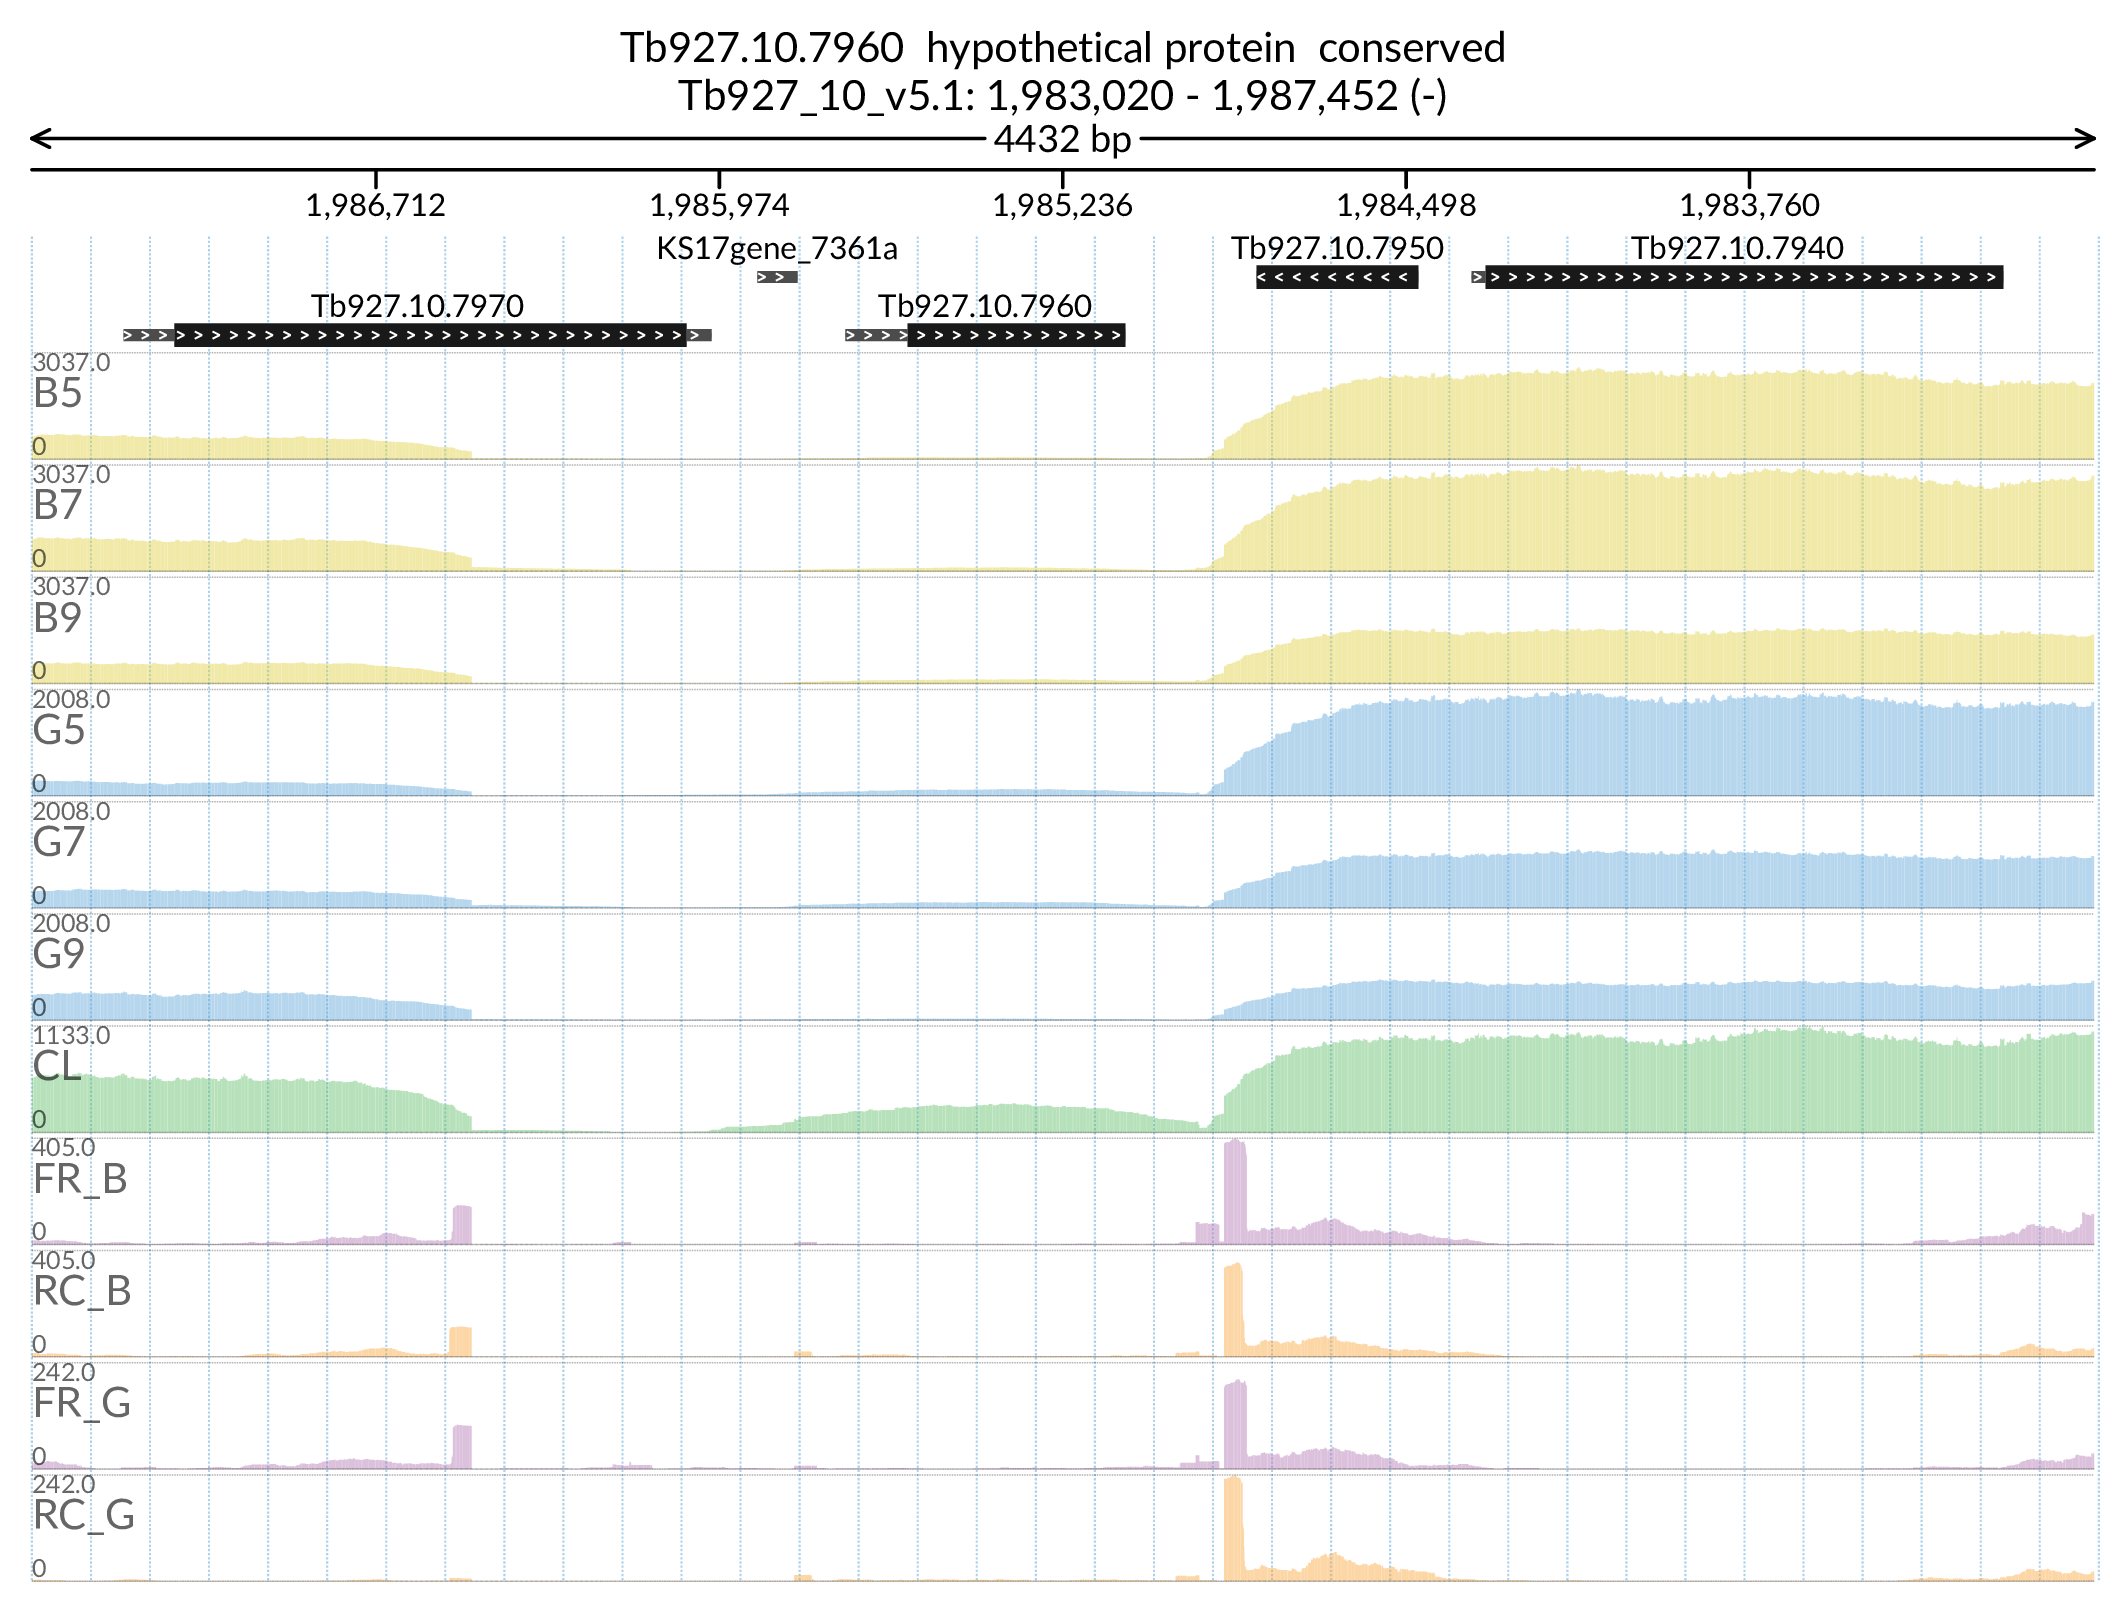 Tb927.10.7960  hypothetical protein  conserved
Tb927_10_v5.1: 1,983,020 - 1,987,452 (-)
4432 bp
1,986,712 1,985,974 1,985,236 1,984,498 1,983,760
KS17gene_7361a Tb927.10.7950 Tb927.10.7940
Tb927.10.7970 Tb927.10.7960
3037.0
B5
0
3037.0
B7
0
3037.0
B9
0
2008.0
G5
0
2008.0
G7
0
2008.0
G9
0
1133.0
CL
0
405.0
FR_B
0
405.0
RC_B
0
242.0
FR_G
0
242.0
RC_G
0